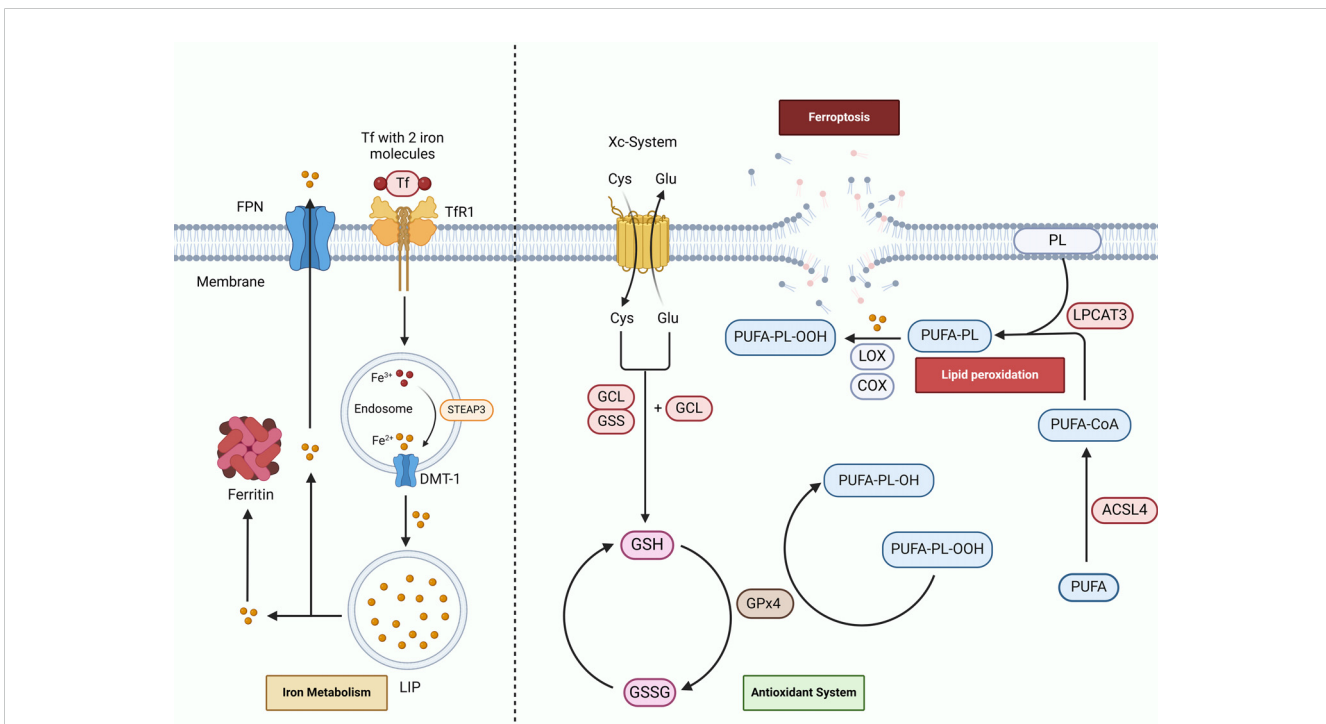 Ferroptosis
Tf with 2 iron
molecules
Tf
FPN
TfR1
Membrane
Fe³⁺
Endosome
STEAP3
Fe²⁺
DMT-1
Ferritin
LIP
Iron Metabolism
Xc-System
Cys
Glu
Cys
Glu
GCL
GSS
+
GCL
GSH
GPx4
GSSG
Antioxidant System
PUFA-PL-OH
PUFA-PL-OOH
PL
LPCAT3
PUFA-PL-OOH
PUFA-PL
LOX
COX
Lipid peroxidation
PUFA-CoA
ACSL4
PUFA